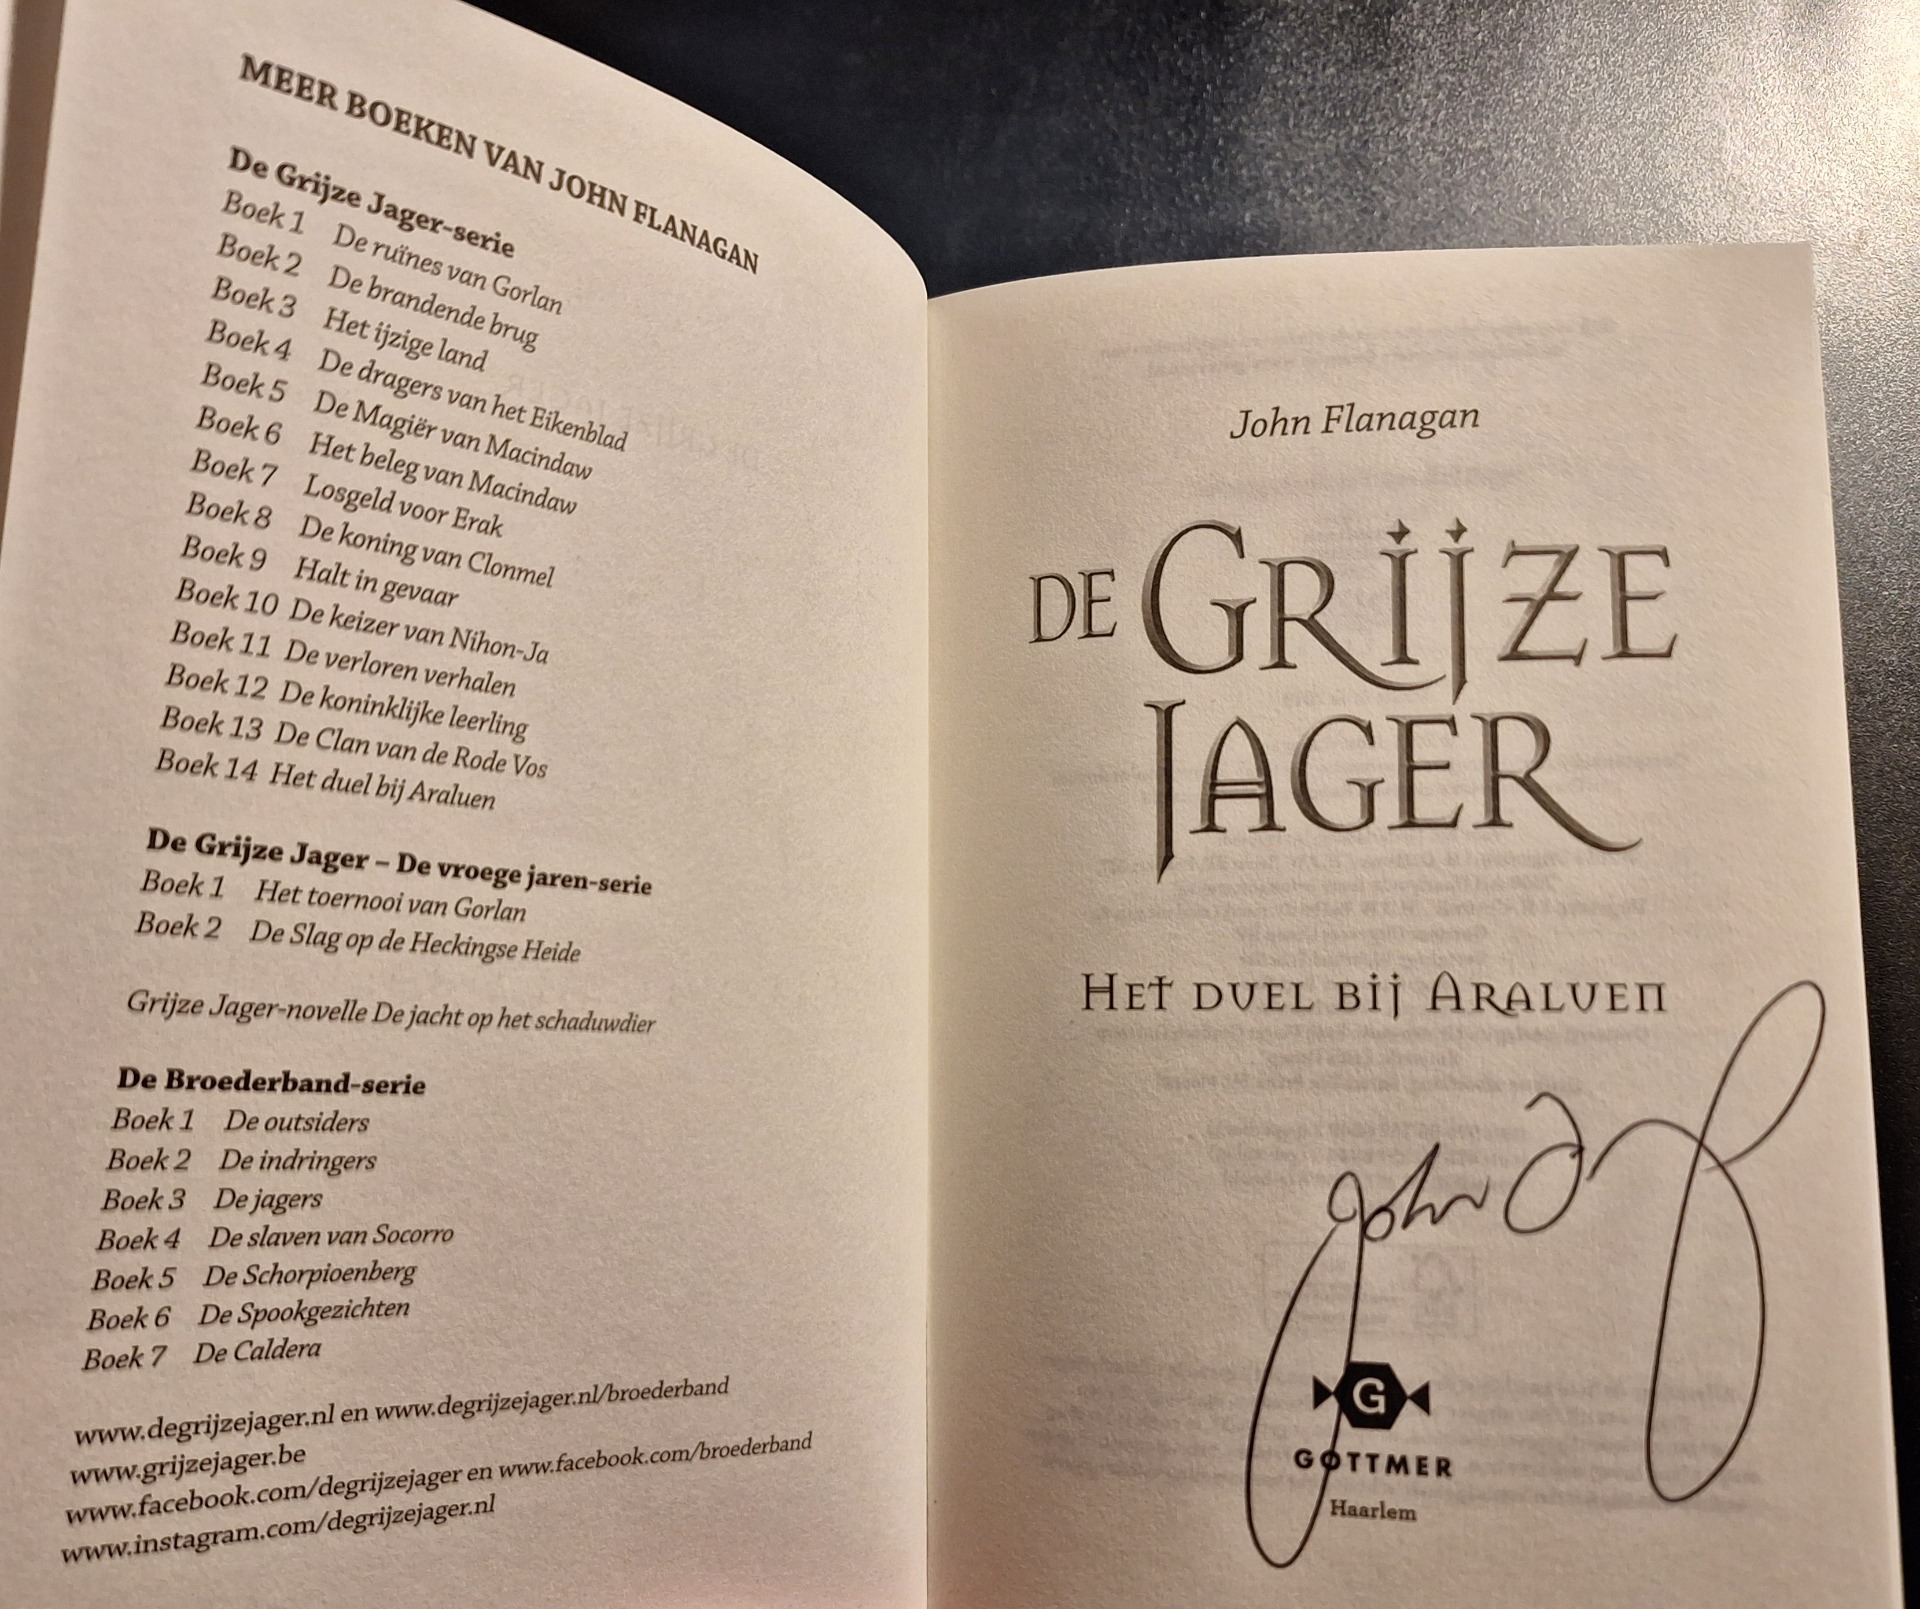 MEER BOEKEN VAN JOHN FLANAGAN
De Grijze Jager-serie
Boek 1 De ruïnes van Gorlan
Boek 2 De brandende brug
Boek 3 Het ijzige land
Boek 4 De dragers van het Eikenblad
Boek 5 De Magiër van Macindaw
Boek 6 Het beleg van Macindaw
Boek 7 Losgeld voor Erak
Boek 8 De koning van Clonmel
Boek 9 Halt in gevaar
Boek 10 De keizer van Nihon-Ja
Boek 11 De verloren verhalen
Boek 12 De koninklijke leerling
Boek 13 De Clan van de Rode Vos
Boek 14 Het duel bij Araluen
De Grijze Jager – De vroege jaren-serie
Boek 1 Het toernooi van Gorlan
Boek 2 De Slag op de Heckingse Heide
Grijze Jager-novelle De jacht op het schaduwdier
De Broederband-serie
Boek 1 De outsiders
Boek 2 De indringers
Boek 3 De jagers
Boek 4 De slaven van Socorro
Boek 5 De Schorpioenberg
Boek 6 De Spookgezichten
Boek 7 De Caldera
www.degrijzejager.nl en www.degrijzejager.nl/broederband
www.grijzejager.be
www.facebook.com/degrijzejager en www.facebook.com/broederband
www.instagram.com/degrijzejager.nl
John Flanagan
DE GRIJZE
JAGER
HET DUEL BIJ ARALUEN
John
G
GOTTMER
Haarlem